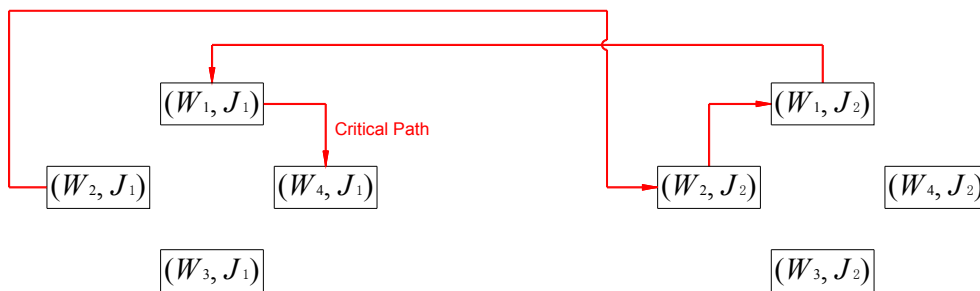 (W₁, J₁)
(W₁, J₂)
Critical Path
(W₂, J₁)
(W₄, J₁)
(W₂, J₂)
(W₄, J₂)
(W₃, J₁)
(W₃, J₂)